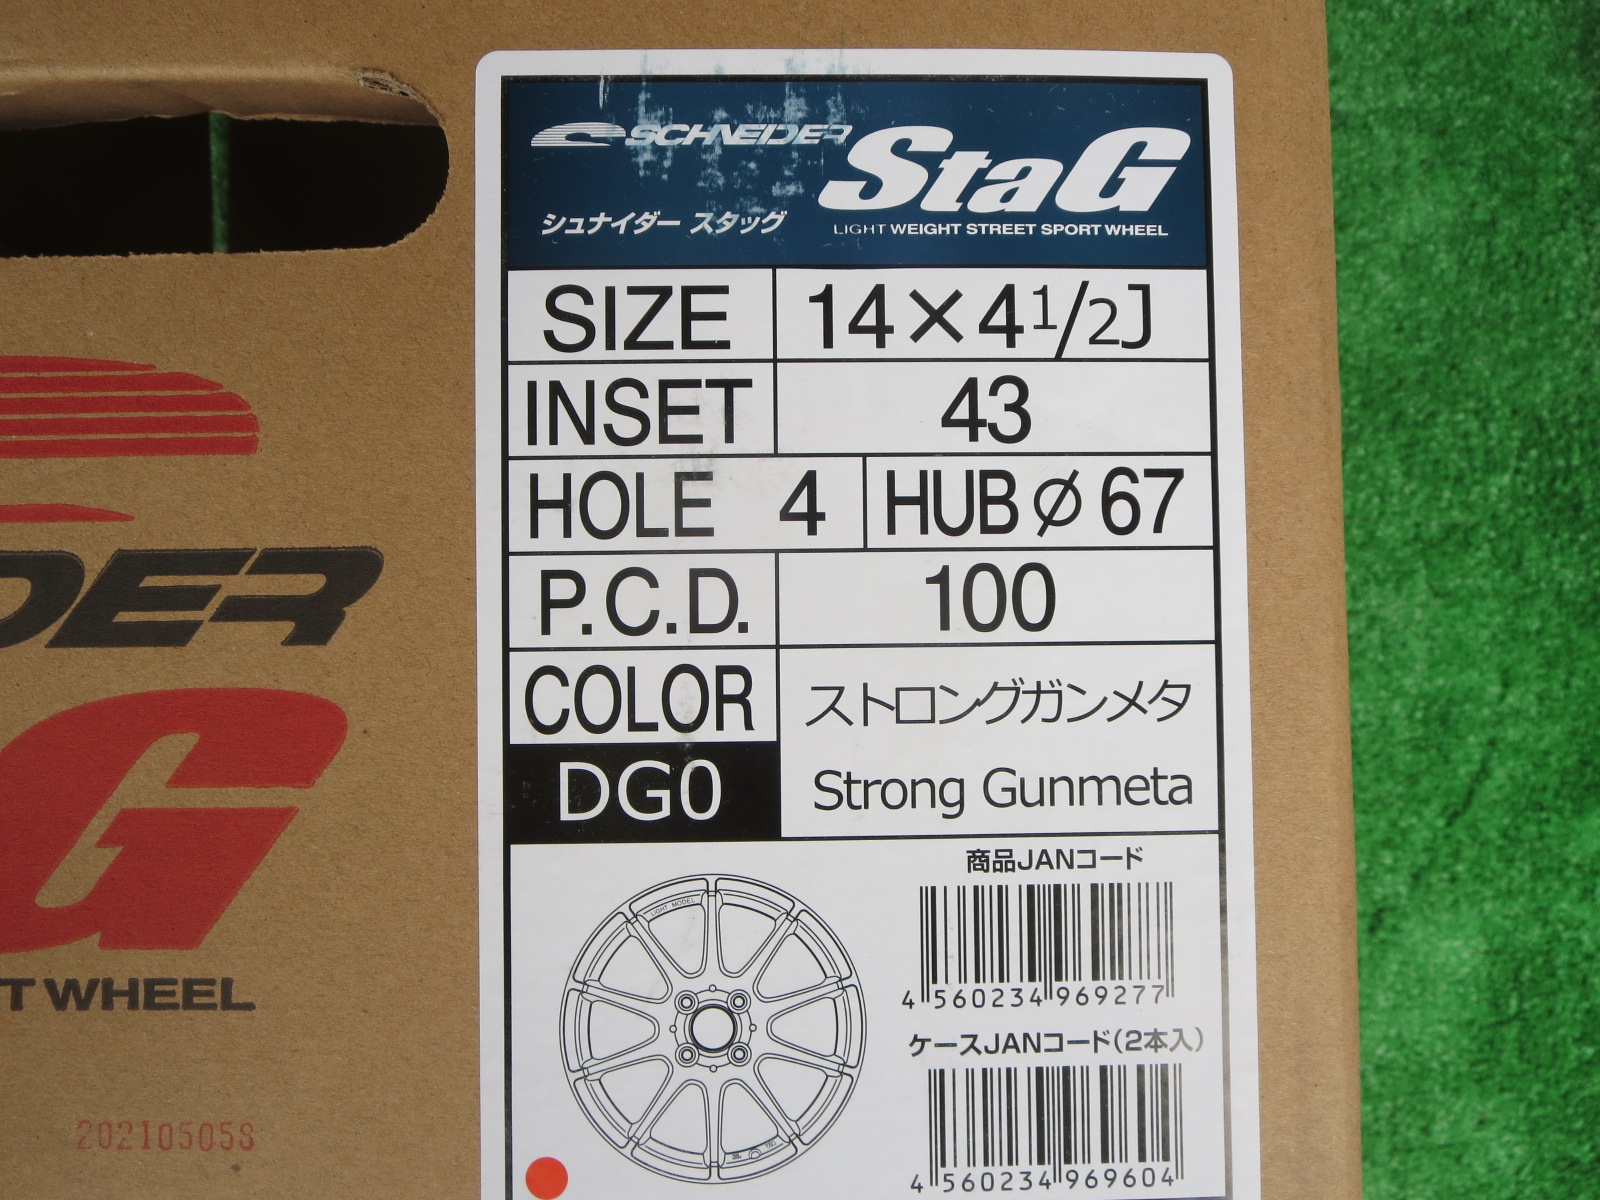 SCHNEIDER
StaG
シュナイダー スタッグ
LIGHT WEIGHT STREET SPORT WHEEL
SIZE 14×4 1/2J
INSET 43
HOLE 4 HUB φ 67
P.C.D. 100
COLOR ストロングガンメタ
DG0 Strong Gunmeta
LIGHT MODEL
商品JANコード
4 560234 969277
ケースJANコード(2本入)
4 560234 969604
DER
G
T WHEEL
202105058